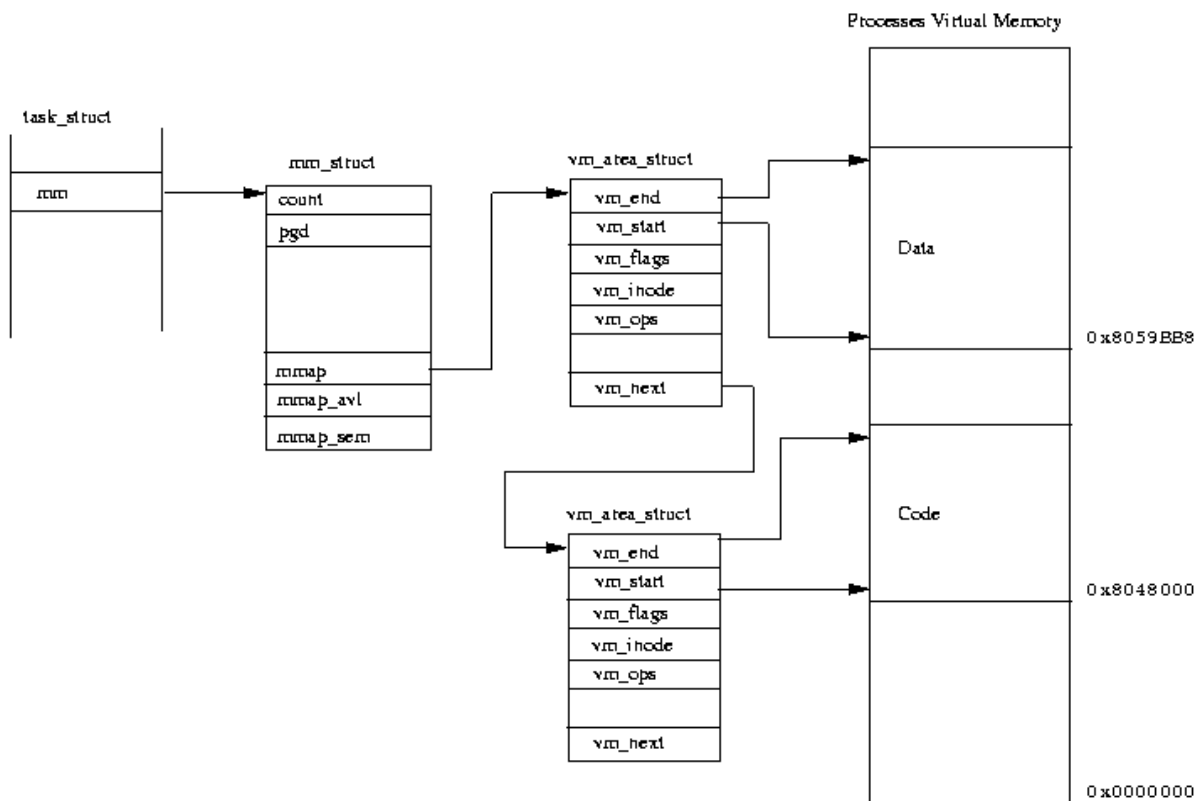 Processes Virtual Memory
task_struct
mm
mm_struct
count
pgd
mmap
mmap_avl
mmap_sem
vm_area_struct
vm_end
vm_start
vm_flags
vm_inode
vm_ops
vm_next
vm_area_struct
vm_end
vm_start
vm_flags
vm_inode
vm_ops
vm_next
Data
0x8059BB8
Code
0x8048000
0x0000000